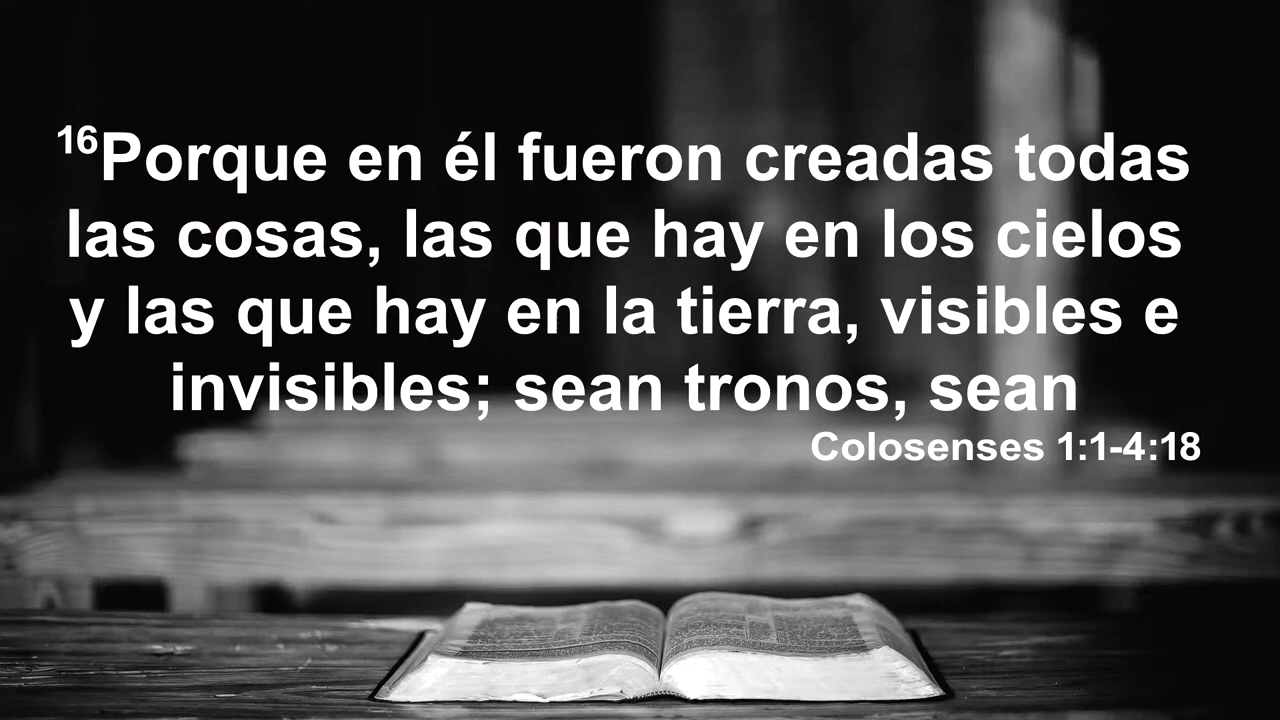 16Porque en él fueron creadas todas
las cosas, las que hay en los cielos
y las que hay en la tierra, visibles e
invisibles; sean tronos, sean
Colosenses 1:1-4:18